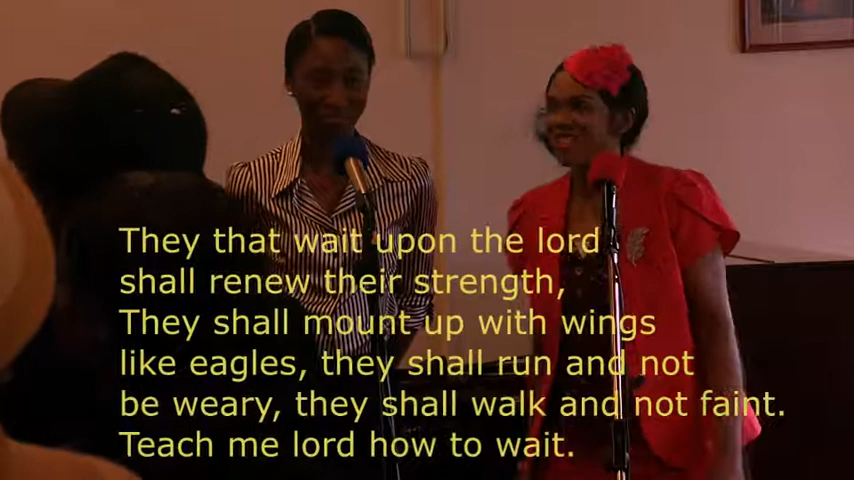 They that wait upon the lord
shall renew their strength,
They shall mount up with wings
like eagles, they shall run and not
be weary, they shall walk and not faint.
Teach me lord how to wait.